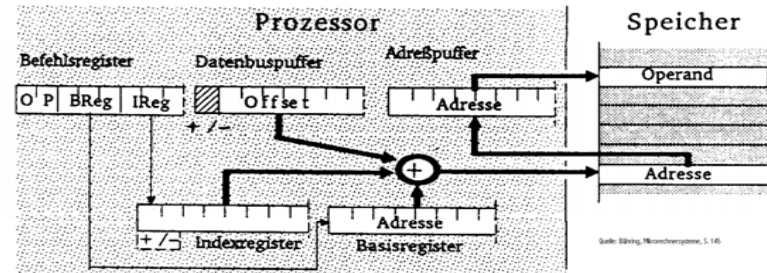 Prozessor
Speicher
Befehlsregister
Datenbuspuffer
Adreßpuffer
O P
BReg
IReg
Offset
Adresse
Operand
+ / −
+
Adresse
Adresse
+ / −
Indexregister
Basisregister
Quelle: Bähring, Mikrorechnersysteme, S. 145